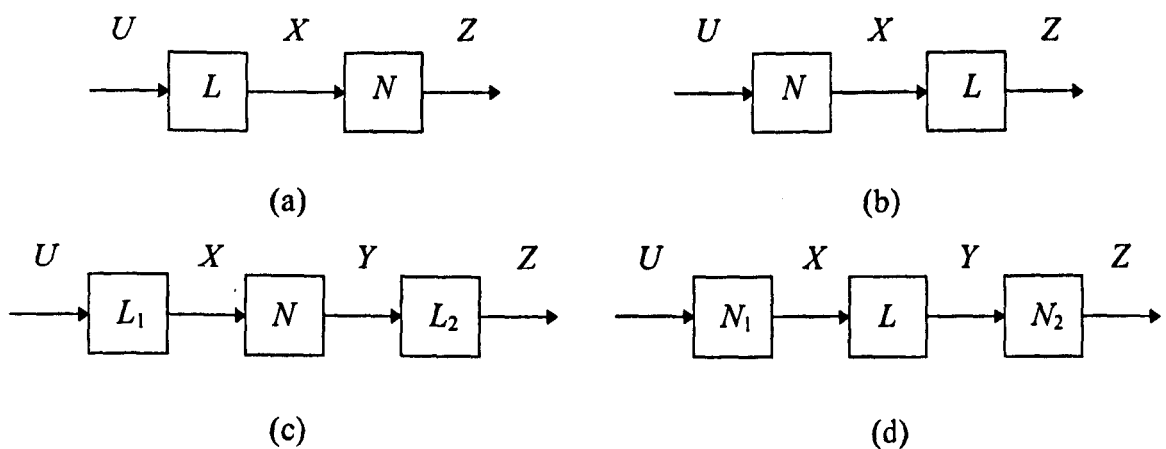 U X Z
L N
(a)
U X Z
N L
(b)
U X Y Z
L₁ N L₂
(c)
U X Y Z
N₁ L N₂
(d)